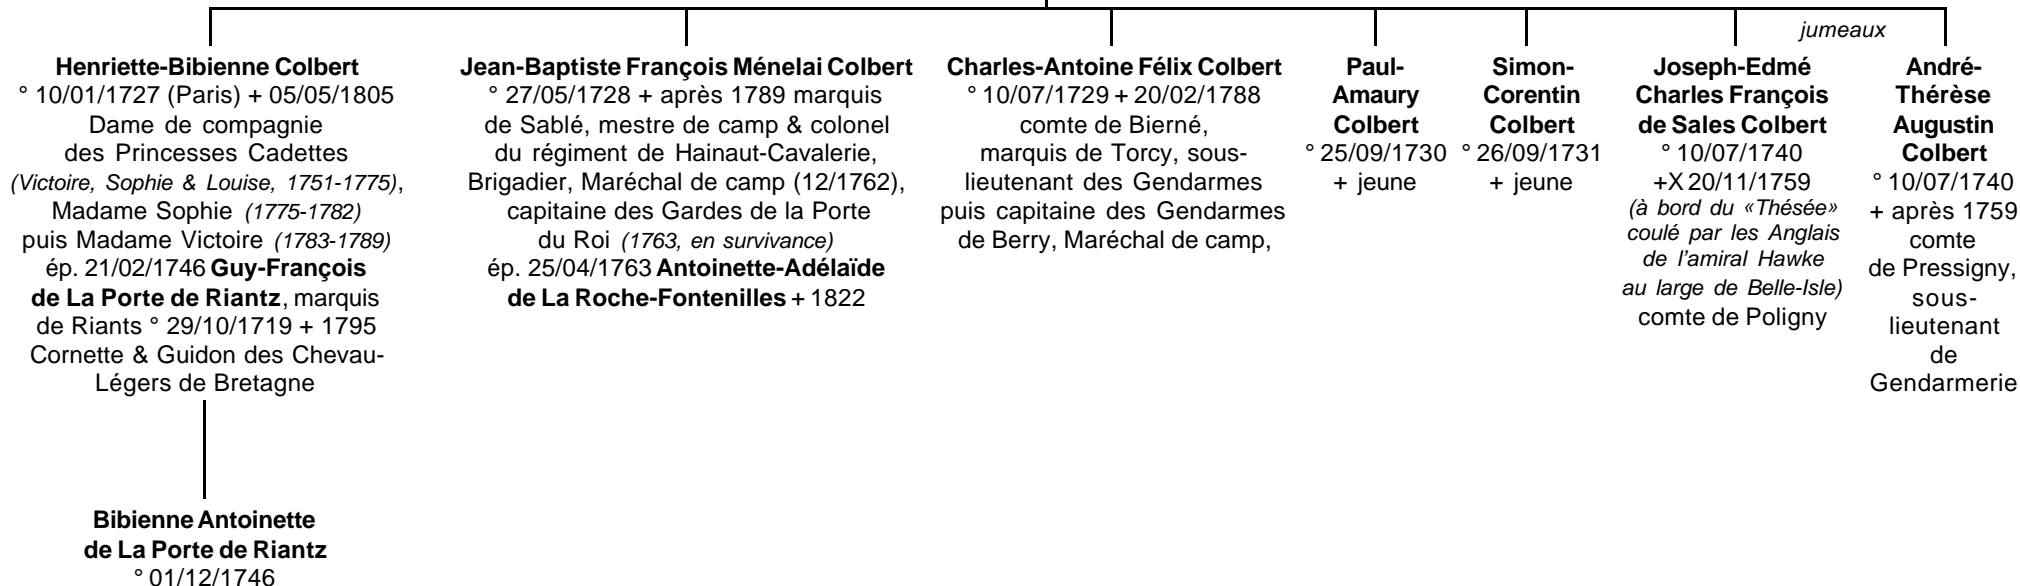 jumeaux
Henriette-Bibienne Colbert
° 10/01/1727 (Paris) + 05/05/1805
Dame de compagnie
des Princesses Cadettes
(Victoire, Sophie & Louise, 1751-1775),
Madame Sophie (1775-1782)
puis Madame Victoire (1783-1789)
ép. 21/02/1746 Guy-François
de La Porte de Riantz, marquis
de Riants ° 29/10/1719 + 1795
Cornette & Guidon des Chevau-
Légers de Bretagne
Jean-Baptiste François Ménelai Colbert
° 27/05/1728 + après 1789 marquis
de Sablé, mestre de camp & colonel
du régiment de Hainaut-Cavalerie,
Brigadier, Maréchal de camp (12/1762),
capitaine des Gardes de la Porte
du Roi (1763, en survivance)
ép. 25/04/1763 Antoinette-Adélaïde
de La Roche-Fontenilles + 1822
Charles-Antoine Félix Colbert
° 10/07/1729 + 20/02/1788
comte de Bierné,
marquis de Torcy, sous-
lieutenant des Gendarmes
puis capitaine des Gendarmes
de Berry, Maréchal de camp,
Paul-
Amaury
Colbert
° 25/09/1730
+ jeune
Simon-
Corentin
Colbert
° 26/09/1731
+ jeune
Joseph-Edmé
Charles François
de Sales Colbert
° 10/07/1740
+X 20/11/1759
(à bord du «Thésée»
coulé par les Anglais
de l'amiral Hawke
au large de Belle-Isle)
comte de Poligny
André-
Thérèse
Augustin
Colbert
° 10/07/1740
+ après 1759
comte
de Pressigny,
sous-
lieutenant
de
Gendarmerie
Bibienne Antoinette
de La Porte de Riantz
° 01/12/1746